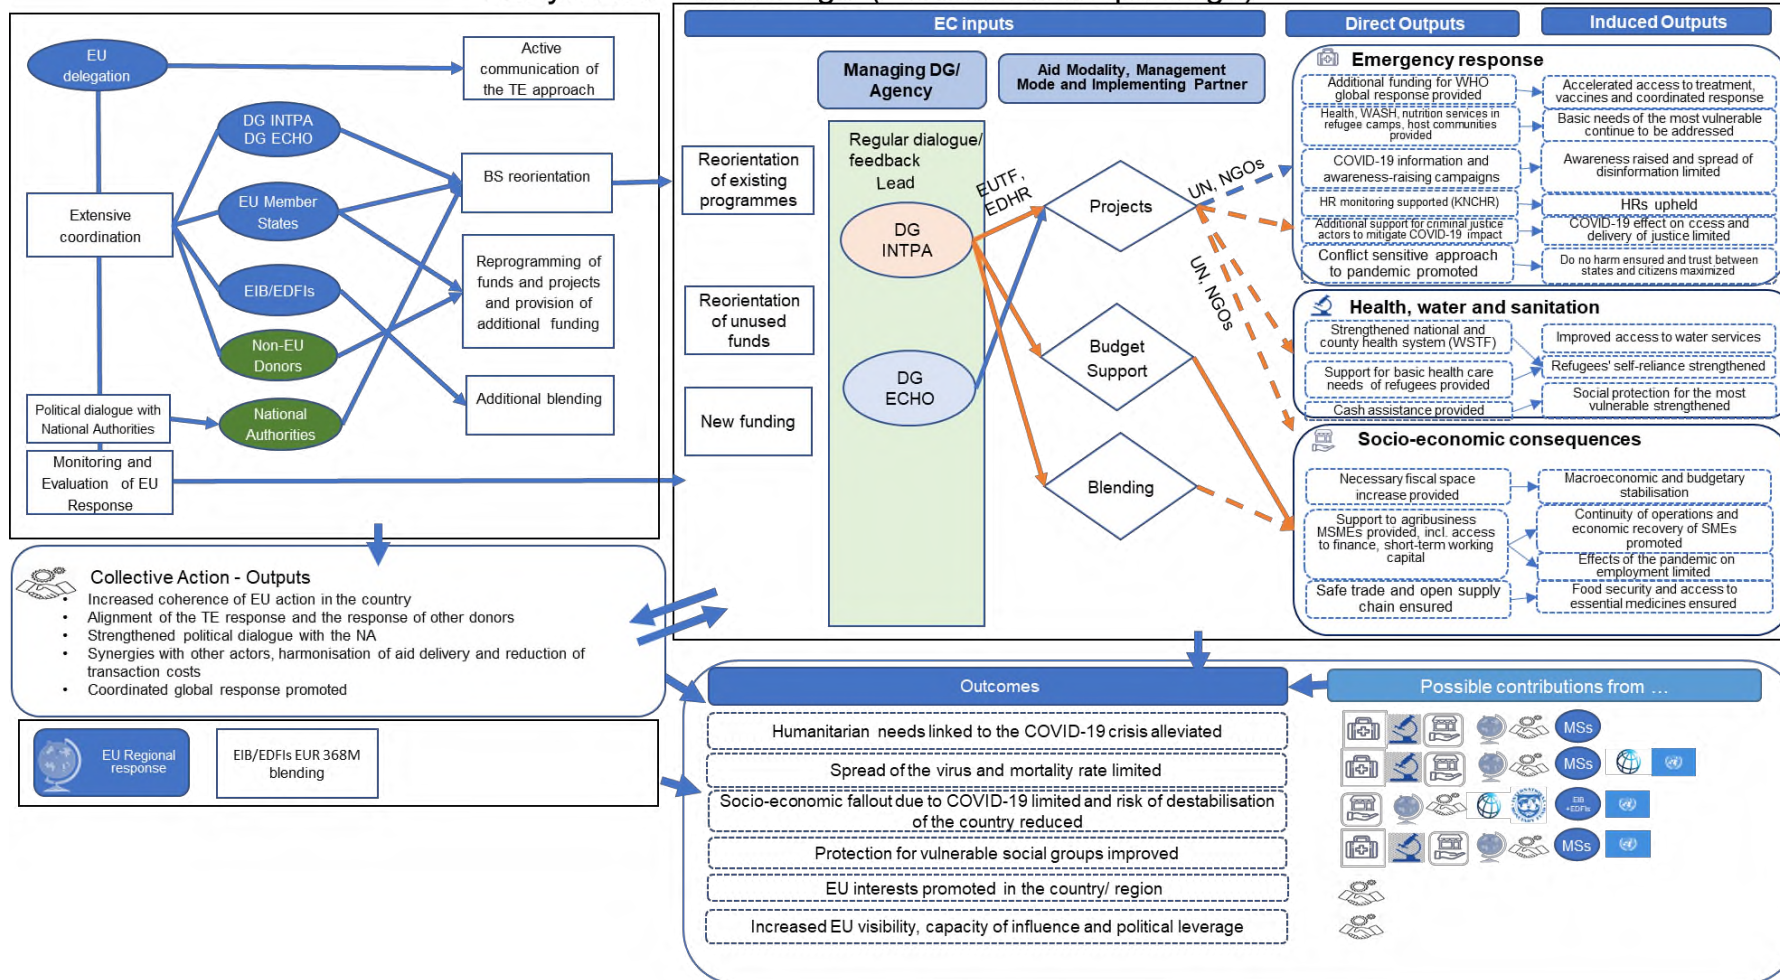 EU
delegation
Active
communication of
the TE approach
DG INTPA
DG ECHO
BS reorientation
EU Member
States
Extensive
coordination
Reprogramming of
funds and projects
and provision of
additional funding
EIB/EDFIs
Non-EU
Donors
Additional blending
Political dialogue with
National Authorities
National
Authorities
Monitoring and
Evaluation of EU
Response
Collective Action - Outputs
• Increased coherence of EU action in the country
• Alignment of the TE response and the response of other donors
• Strengthened political dialogue with the NA
• Synergies with other actors, harmonisation of aid delivery and reduction of
transaction costs
• Coordinated global response promoted
EU Regional
response
EIB/EDFIs EUR 368M
blending
EC inputs
Managing DG/
Agency
Aid Modality, Management
Mode and Implementing Partner
Reorientation
of existing
programmes
Reorientation
of unused
funds
New funding
Regular dialogue/
feedback
Lead
DG
INTPA
DG
ECHO
EUTF,
EDHR
Projects
Budget
Support
Blending
UN, NGOs
UN, NGOs
Direct Outputs
Induced Outputs
Emergency response
Additional funding for WHO
global response provided
Accelerated access to treatment,
vaccines and coordinated response
Health, WASH, nutrition services in
refugee camps, host communities
provided
Basic needs of the most vulnerable
continue to be addressed
COVID-19 information and
awareness-raising campaigns
Awareness raised and spread of
disinformation limited
HR monitoring supported (KNCHR)
HRs upheld
Additional support for criminal justice
actors to mitigate COVID-19 impact
COVID-19 effect on ccess and
delivery of justice limited
Conflict sensitive approach
to pandemic promoted
Do no harm ensured and trust between
states and citizens maximized
Health, water and sanitation
Strengthened national and
county health system (WSTF)
Improved access to water services
Support for basic health care
needs of refugees provided
Refugees' self-reliance strengthened
Cash assistance provided
Social protection for the most
vulnerable strengthened
Socio-economic consequences
Necessary fiscal space
increase provided
Macroeconomic and budgetary
stabilisation
Support to agribusiness
MSMEs provided, incl. access
to finance, short-term working
capital
Continuity of operations and
economic recovery of SMEs
promoted
Effects of the pandemic on
employment limited
Safe trade and open supply
chain ensured
Food security and access to
essential medicines ensured
Outcomes
Possible contributions from ...
Humanitarian needs linked to the COVID-19 crisis alleviated
MSs
Spread of the virus and mortality rate limited
MSs
Socio-economic fallout due to COVID-19 limited and risk of destabilisation
of the country reduced
EIB
+EDFIs
Protection for vulnerable social groups improved
MSs
EU interests promoted in the country/ region
Increased EU visibility, capacity of influence and political leverage